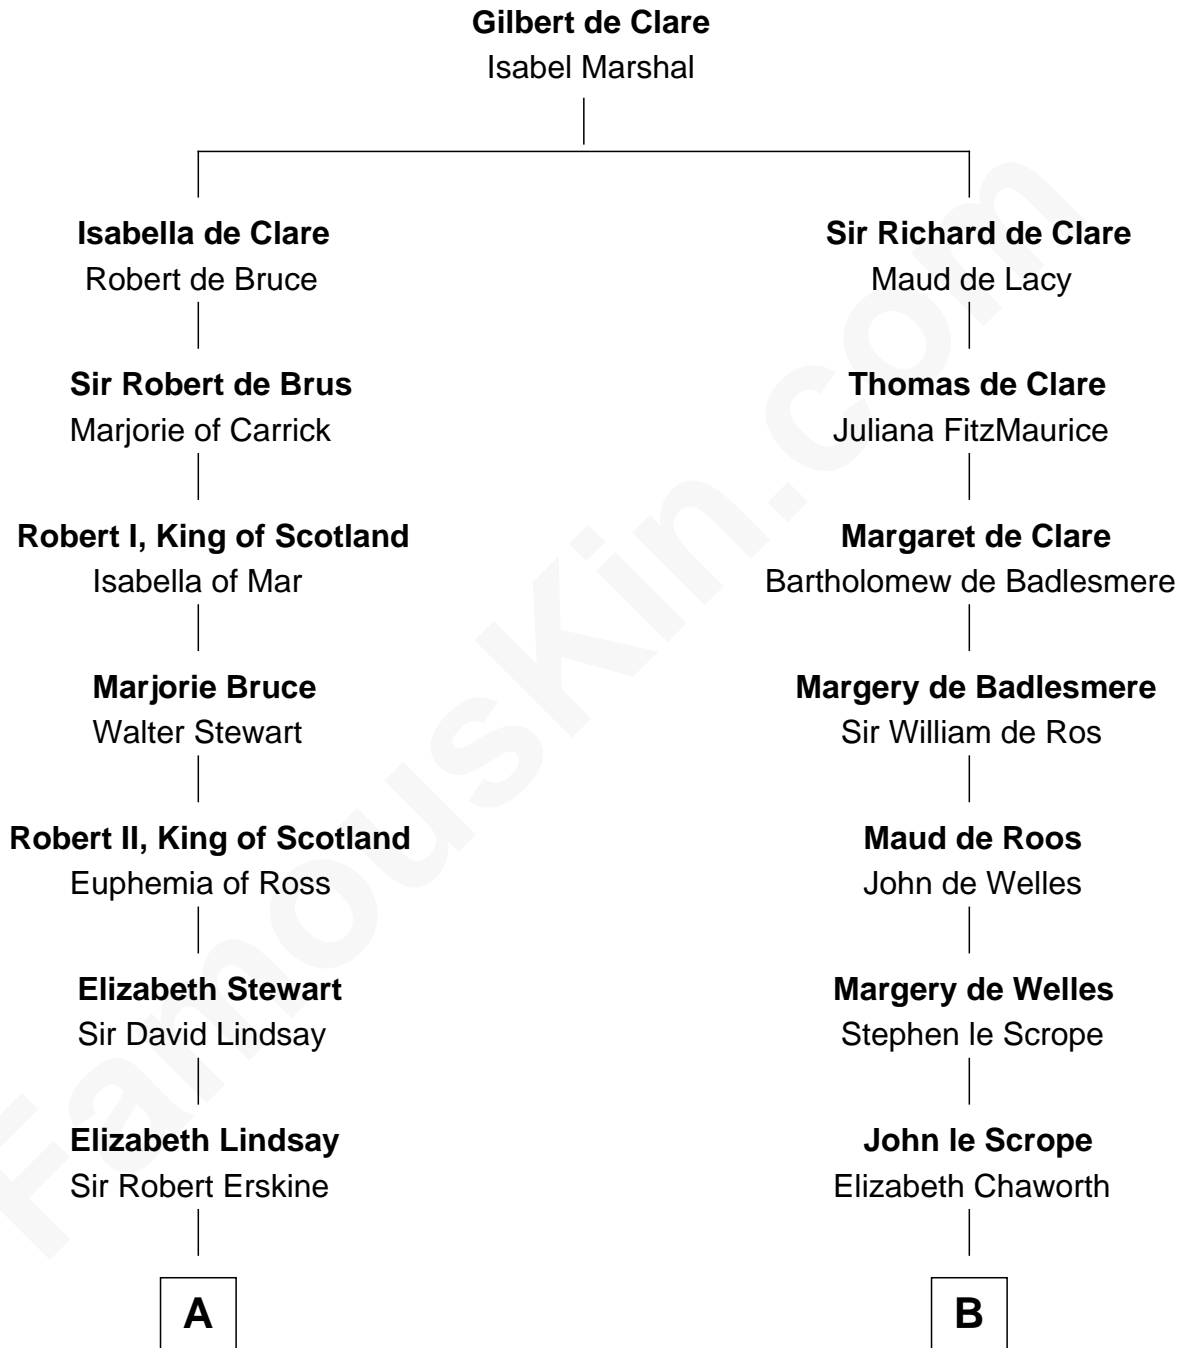 Gilbert de Clare
Isabel Marshal
Isabella de Clare
Robert de Bruce
Sir Richard de Clare
Maud de Lacy
Sir Robert de Brus
Marjorie of Carrick
Thomas de Clare
Juliana FitzMaurice
Robert I, King of Scotland
Isabella of Mar
Margaret de Clare
Bartholomew de Badlesmere
Marjorie Bruce
Walter Stewart
Margery de Badlesmere
Sir William de Ros
Robert II, King of Scotland
Euphemia of Ross
Maud de Roos
John de Welles
Elizabeth Stewart
Sir David Lindsay
Margery de Welles
Stephen le Scrope
Elizabeth Lindsay
Sir Robert Erskine
John le Scrope
Elizabeth Chaworth
A
B
FamousKin.com